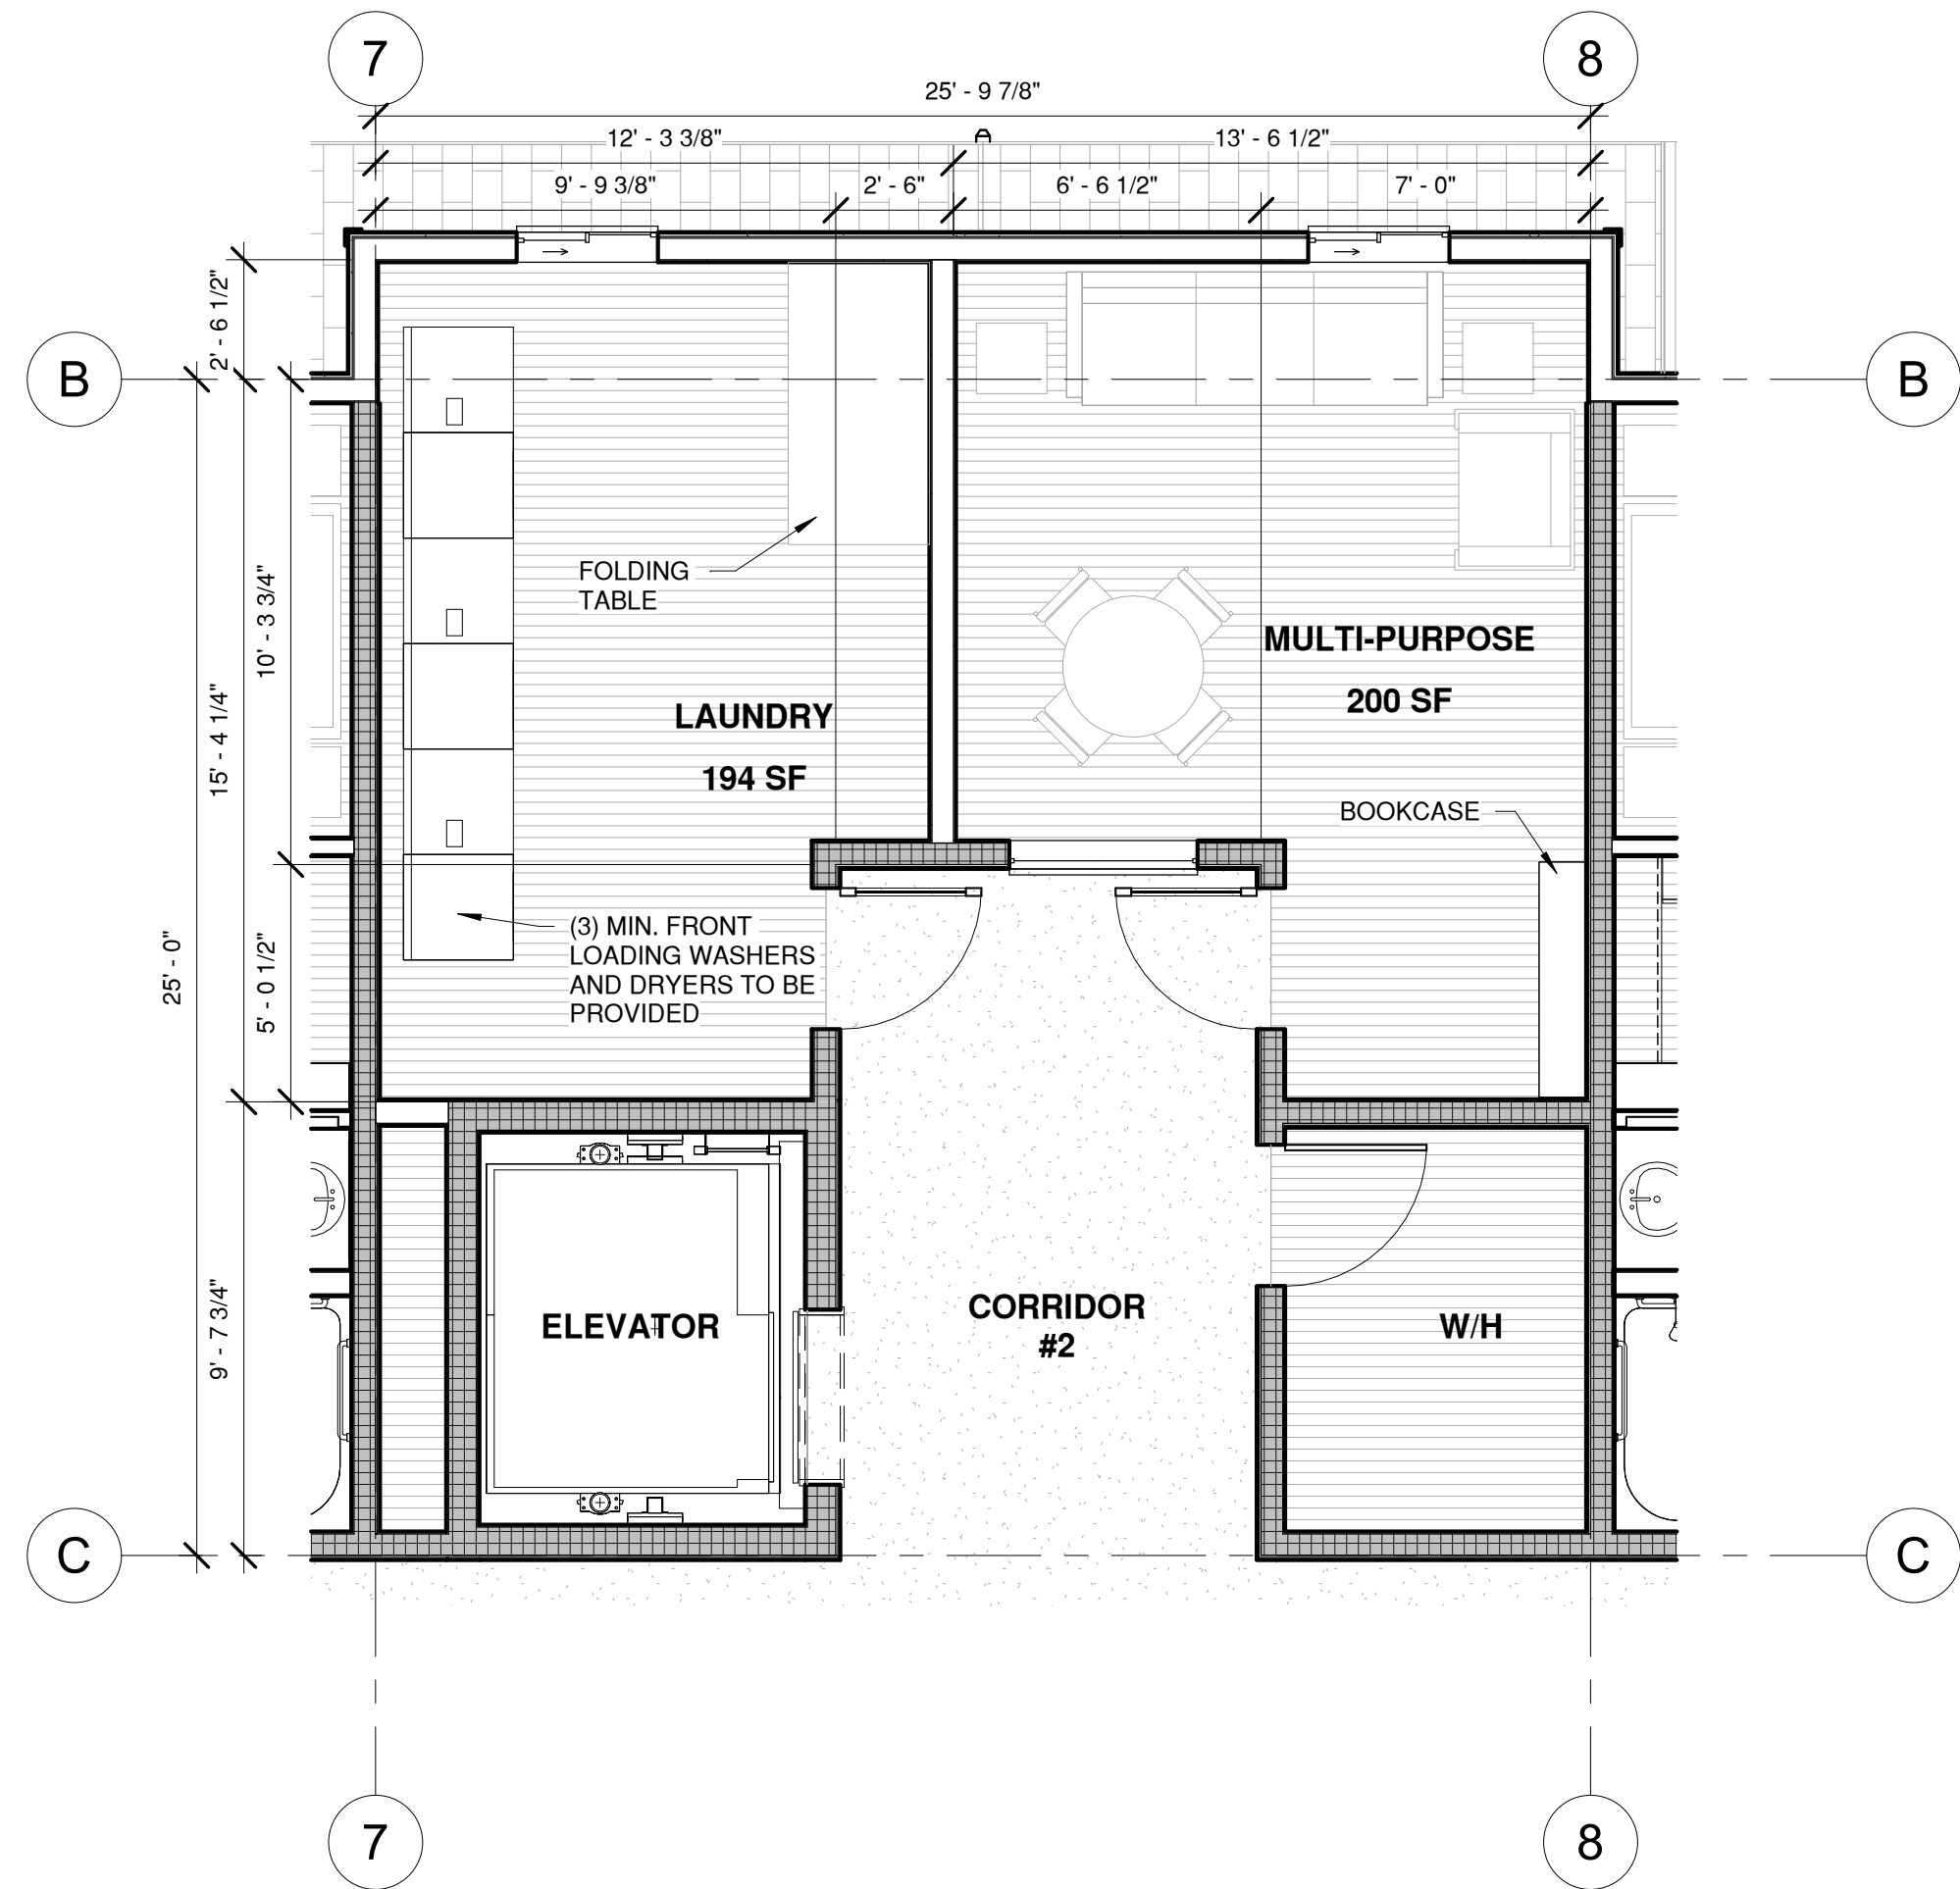 7
8
25' - 9 7/8"
12' - 3 3/8"
13' - 6 1/2"
9' - 9 3/8"
2' - 6"
6' - 6 1/2"
7' - 0"
2' - 6 1/2"
B
B
10' - 3 3/4"
15' - 4 1/4"
25' - 0"
5' - 0 1/2"
9' - 7 3/4"
FOLDING
TABLE
MULTI-PURPOSE
200 SF
LAUNDRY
194 SF
BOOKCASE
(3) MIN. FRONT
LOADING WASHERS
AND DRYERS TO BE
PROVIDED
ELEVATOR
CORRIDOR
#2
W/H
C
C
7
8